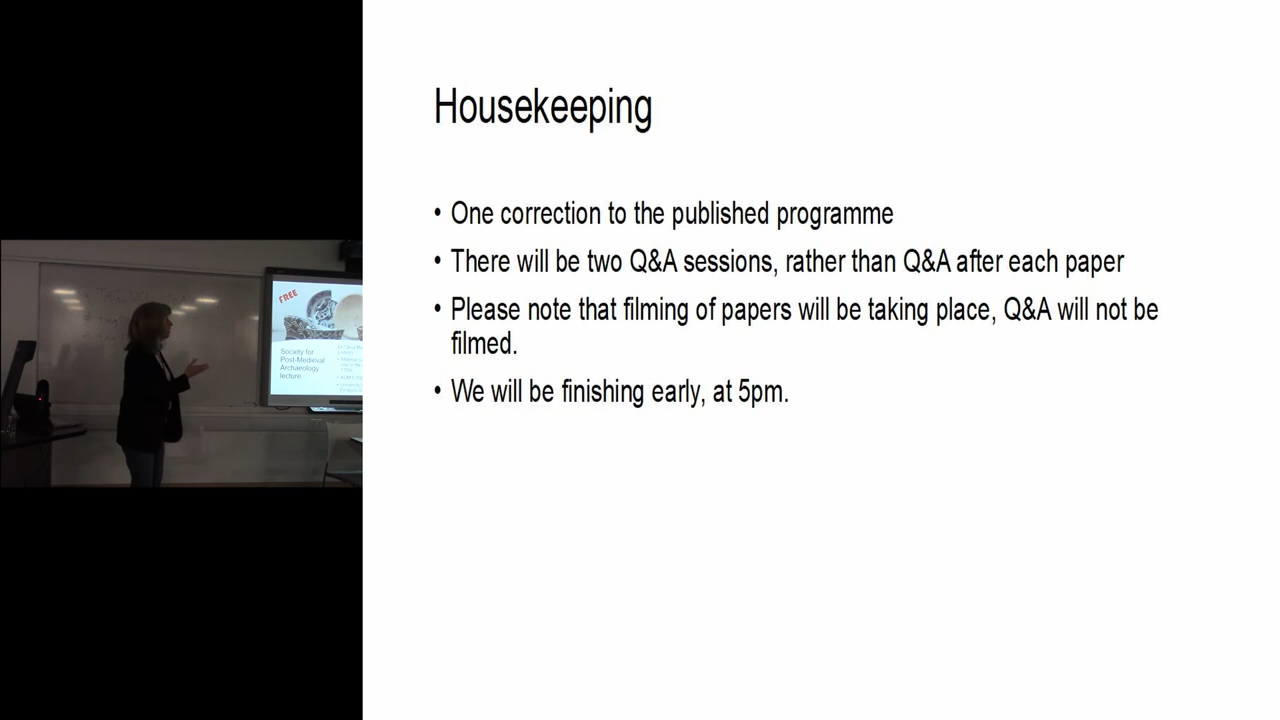 Housekeeping
• One correction to the published programme
• There will be two Q&A sessions, rather than Q&A after each paper
• Please note that filming of papers will be taking place, Q&A will not be
filmed.
• We will be finishing early, at 5pm.
FREE
Society for
Post-Medieval
Archaeology
lecture